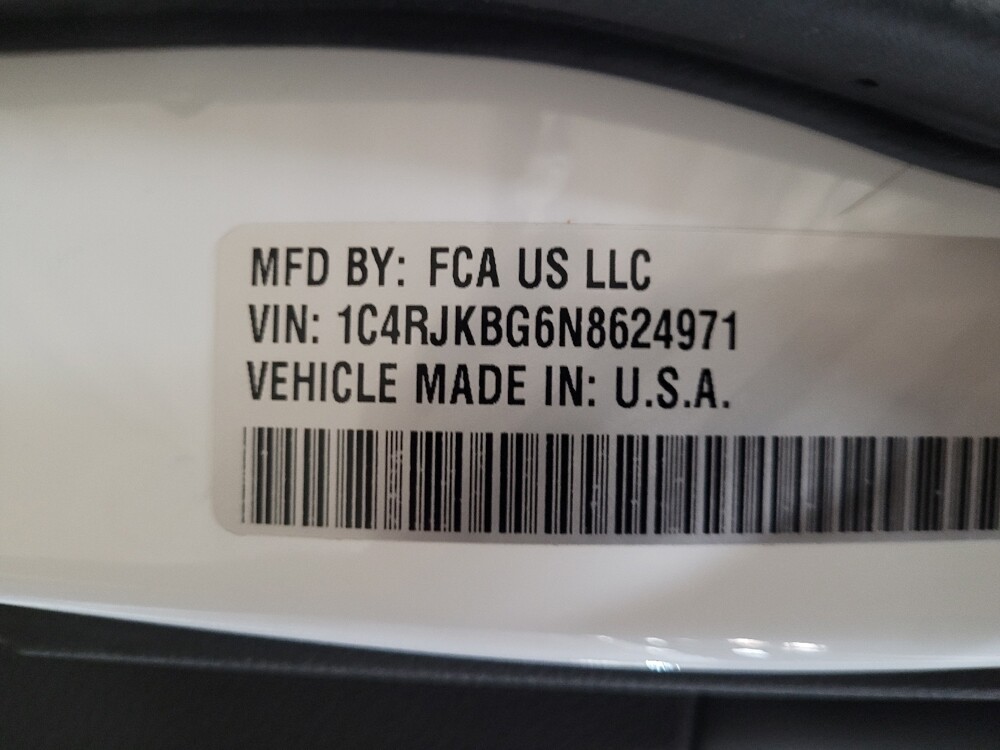 MFD BY: FCA US LLC
VIN: 1C4RJKBG6N8624971
VEHICLE MADE IN: U.S.A.